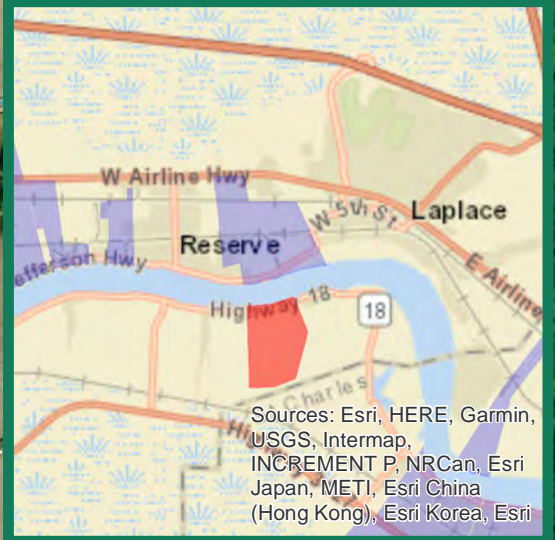 W Airline Hwy
W 5th St
Laplace
Reserve
efferson Hwy
E Airline
Highway 18
18
Charles
Sources: Esri, HERE, Garmin,
USGS, Intermap,
INCREMENT P, NRCan, Esri
Japan, METI, Esri China
(Hong Kong), Esri Korea, Esri